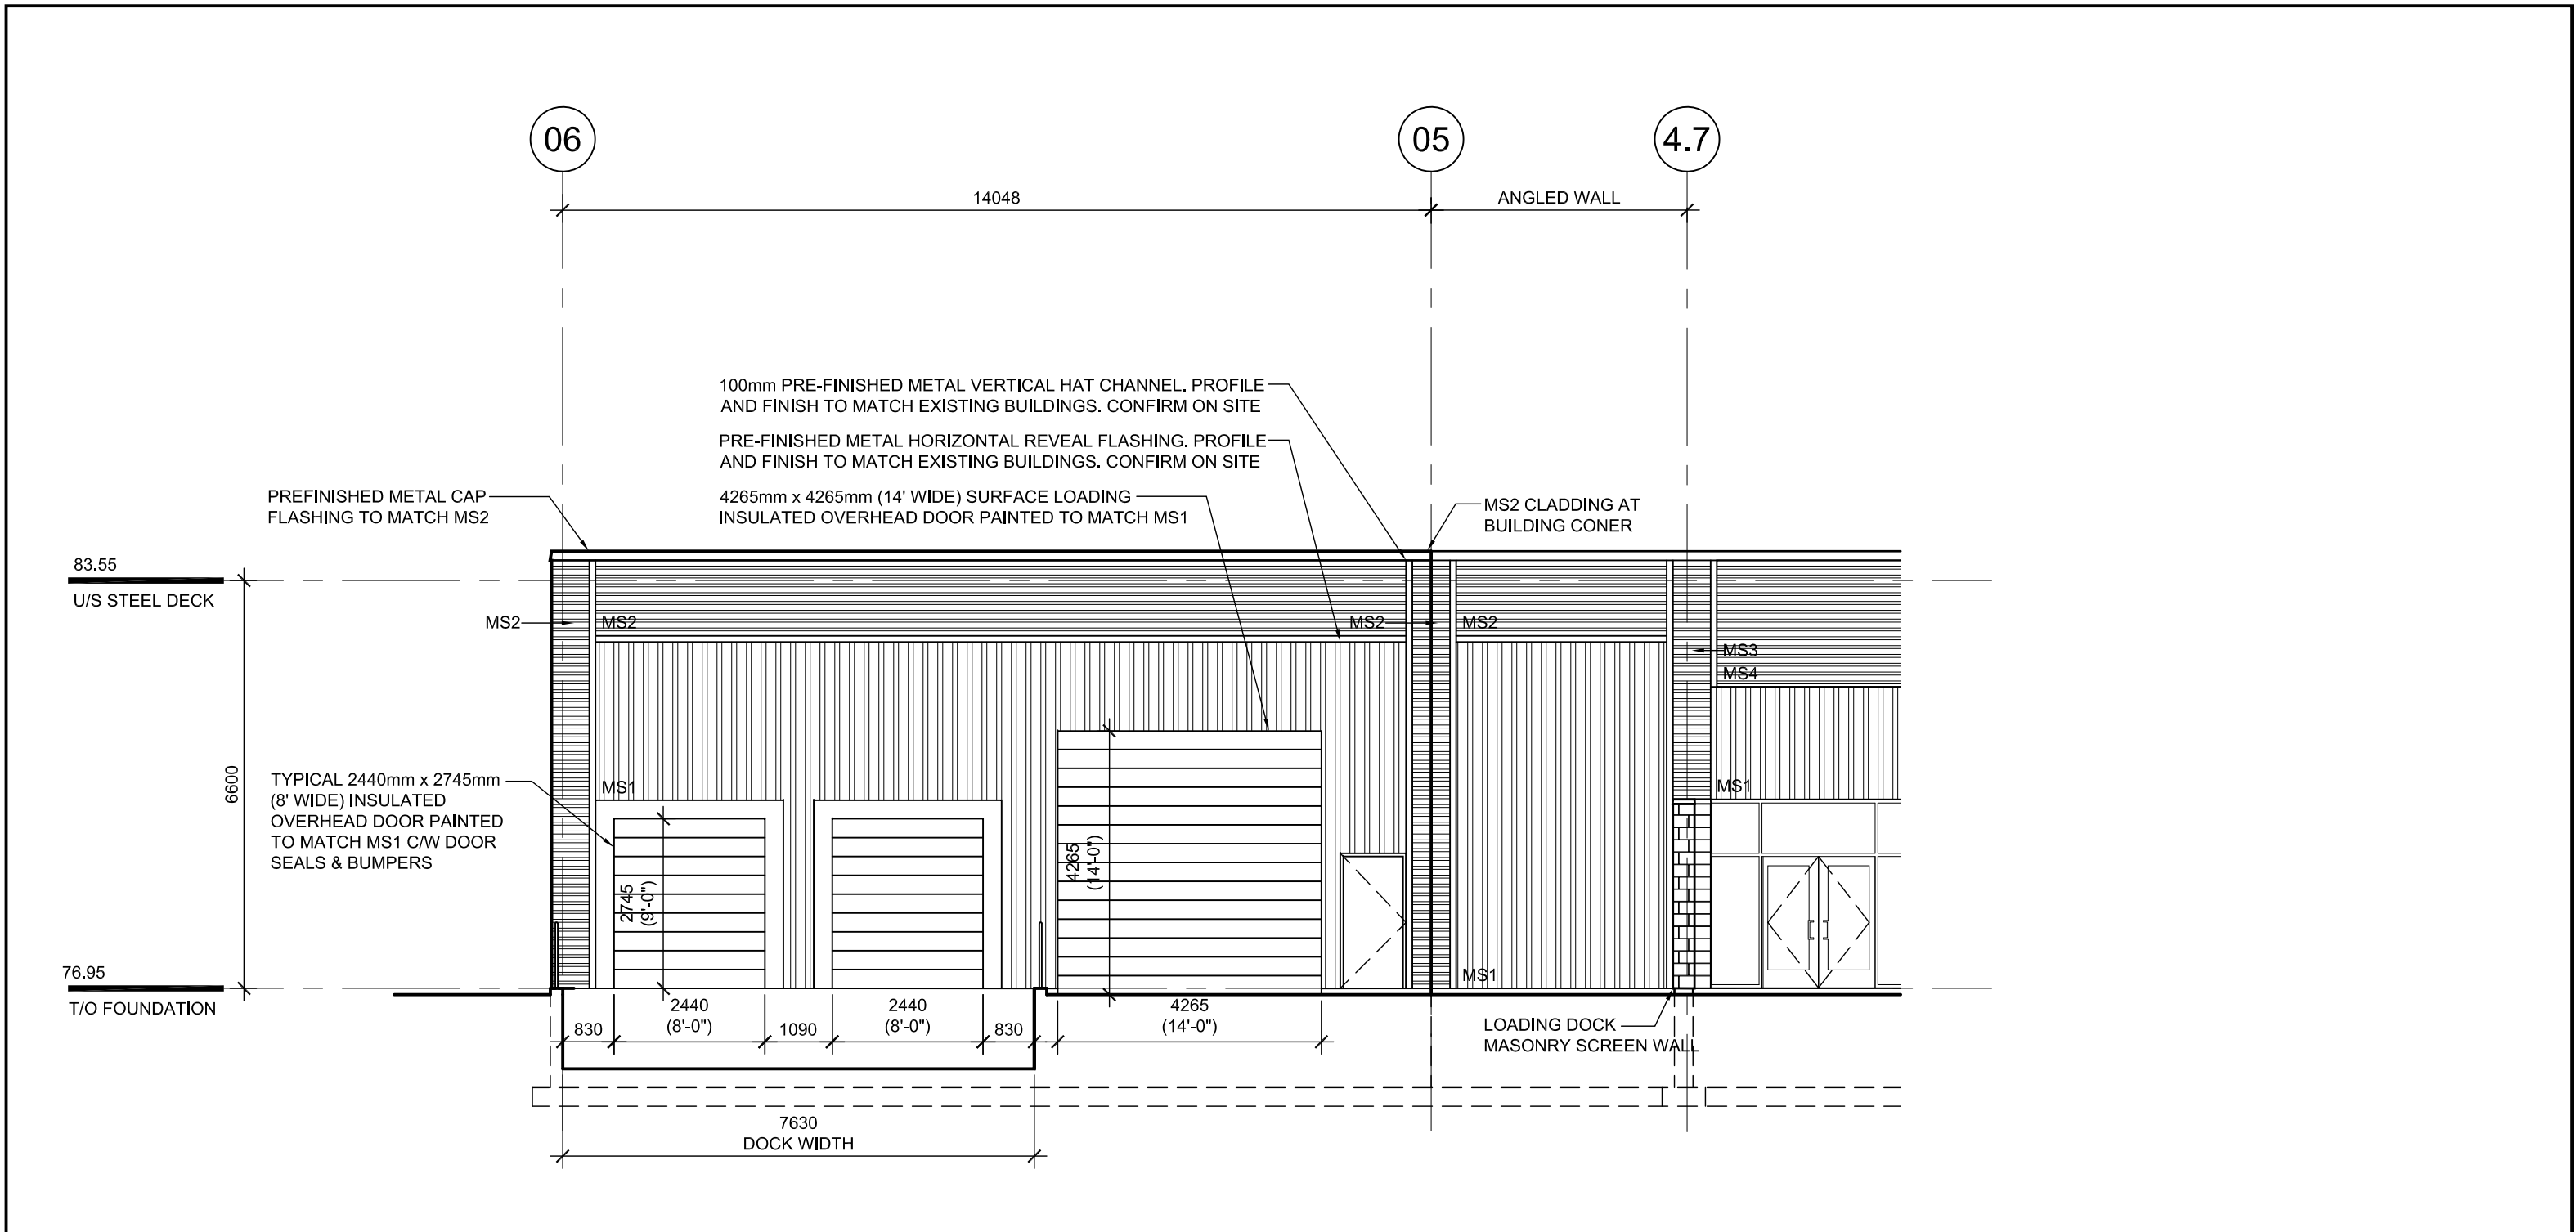 06
05
4.7
14048
ANGLED WALL
100mm PRE-FINISHED METAL VERTICAL HAT CHANNEL. PROFILE
AND FINISH TO MATCH EXISTING BUILDINGS. CONFIRM ON SITE
PRE-FINISHED METAL HORIZONTAL REVEAL FLASHING. PROFILE
AND FINISH TO MATCH EXISTING BUILDINGS. CONFIRM ON SITE
4265mm x 4265mm (14' WIDE) SURFACE LOADING
INSULATED OVERHEAD DOOR PAINTED TO MATCH MS1
PREFINISHED METAL CAP
FLASHING TO MATCH MS2
MS2 CLADDING AT
BUILDING CONER
83.55
U/S STEEL DECK
MS2
MS2
MS2
MS2
MS3
MS4
6600
TYPICAL 2440mm x 2745mm
(8' WIDE) INSULATED
OVERHEAD DOOR PAINTED
TO MATCH MS1 C/W DOOR
SEALS & BUMPERS
MS1
MS1
2745
(9'-0")
4265
(14'-0")
MS1
76.95
T/O FOUNDATION
830
2440
(8'-0")
1090
2440
(8'-0")
830
4265
(14'-0")
LOADING DOCK
MASONRY SCREEN WALL
7630
DOCK WIDTH